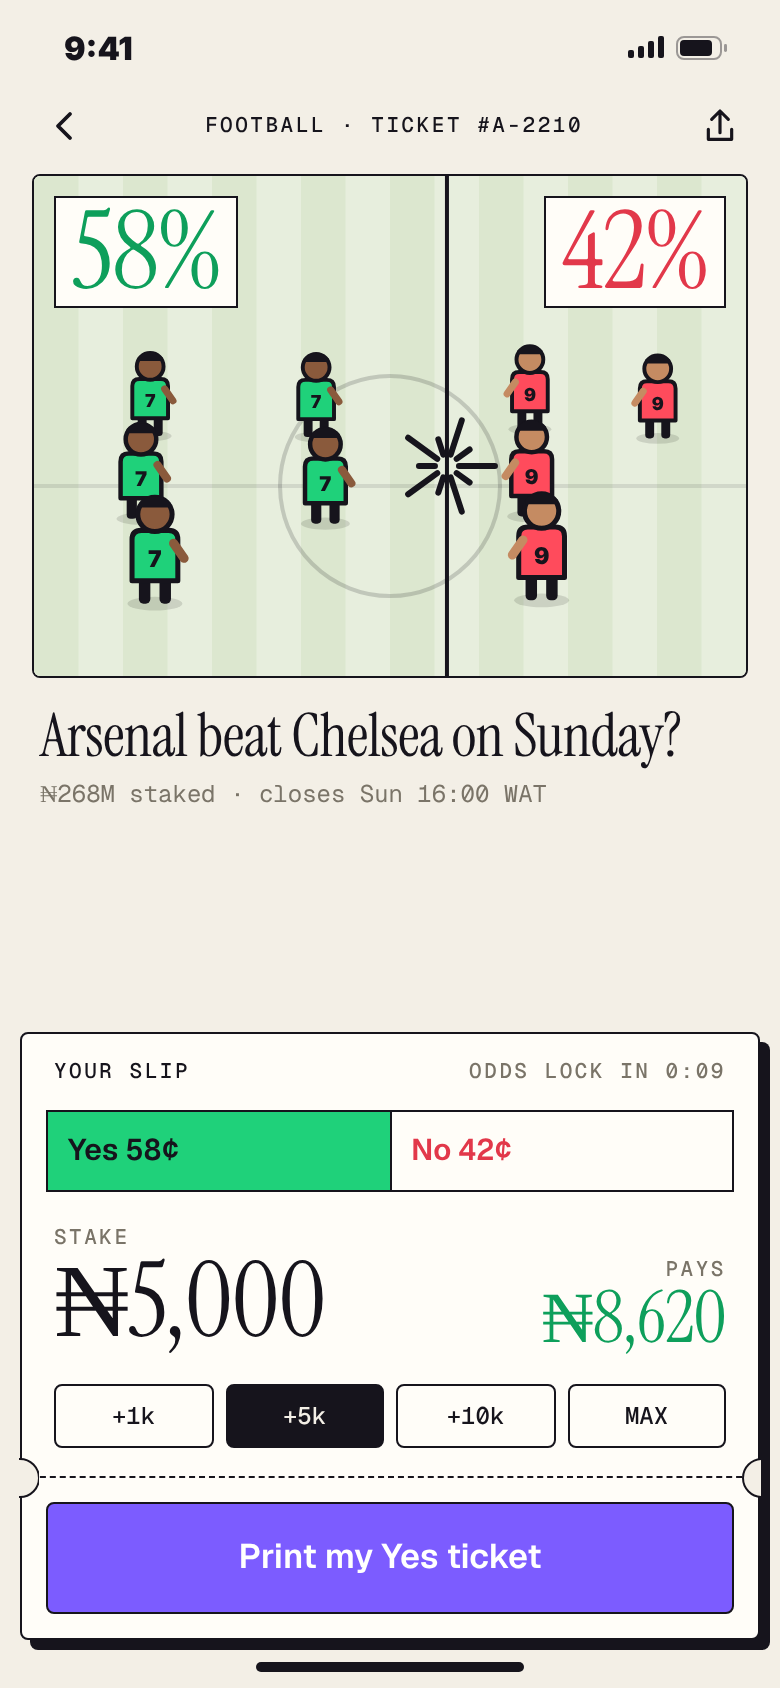 9:41
FOOTBALL · TICKET #A-2210
58%
42%
7
7
9
9
7
7
9
7
9
Arsenal beat Chelsea on Sunday?
₦268M staked · closes Sun 16:00 WAT
YOUR SLIP
ODDS LOCK IN 0:09
Yes 58¢
No 42¢
STAKE
₦5,000
PAYS
₦8,620
+1k
+5k
+10k
MAX
Print my Yes ticket